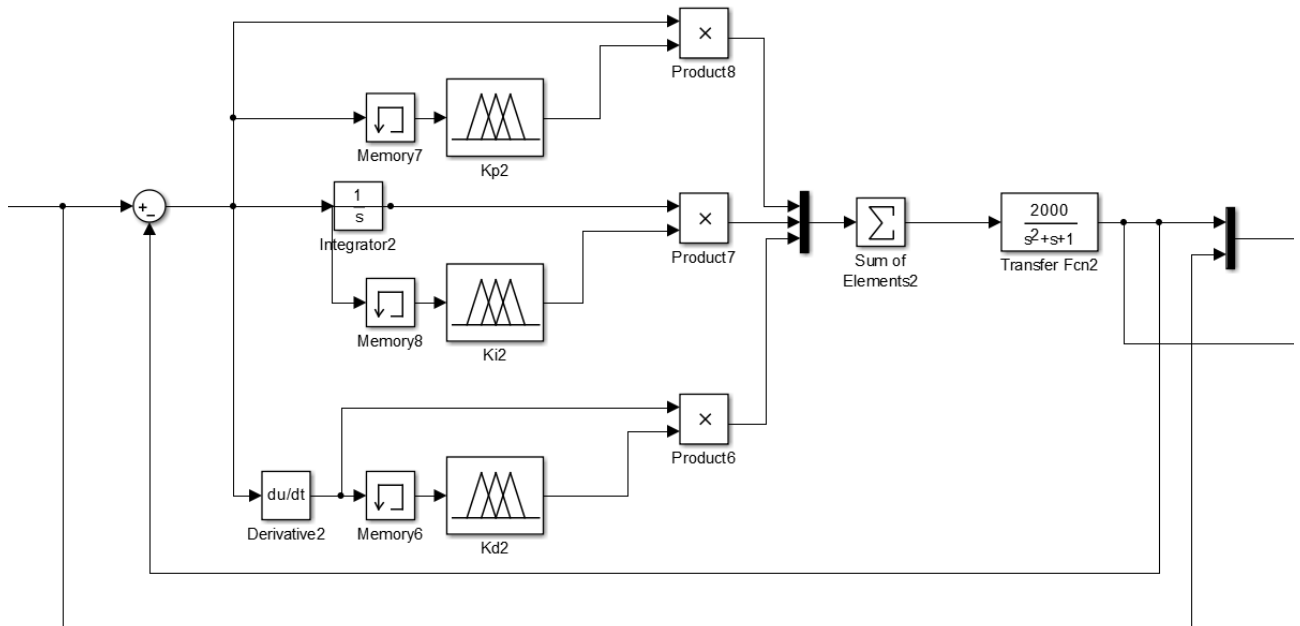 ×
Product8
Memory7
Kp2
+
−
1
s
Integrator2
×
Product7
Memory8
Ki2
Σ
Sum of
Elements2
2000
s²+s+1
Transfer Fcn2
×
Product6
du/dt
Derivative2
Memory6
Kd2